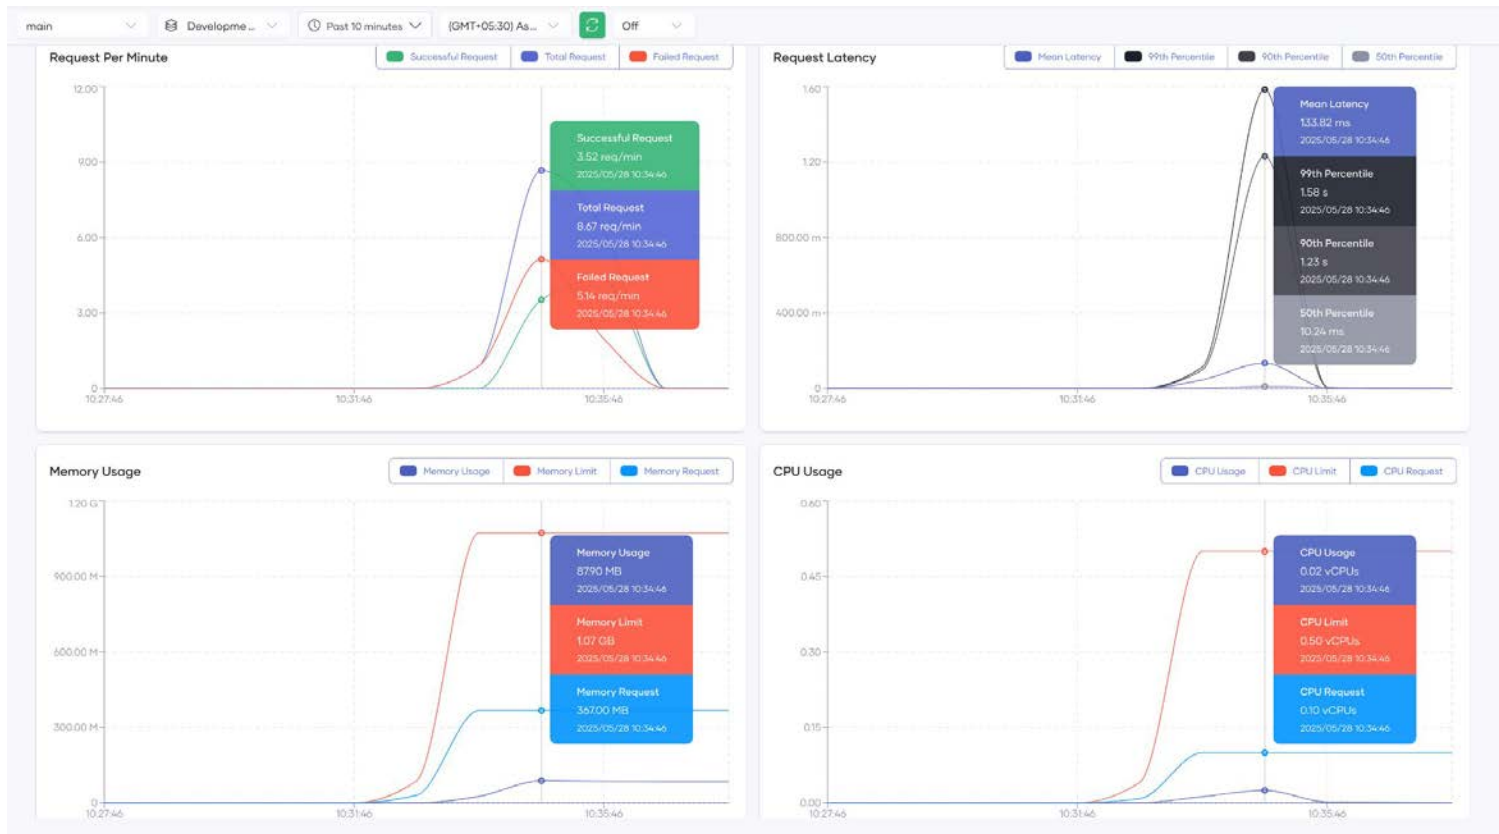 main Developme... Past 10 minutes (GMT+05:30) As... Off
Request Per Minute
Successful Request Total Request Failed Request
12.00
9.00
6.00
3.00
0
10:27:46 10:31:46 10:35:46
Successful Request
3.52 req/min
2025/05/28 10:34:46
Total Request
8.67 req/min
2025/05/28 10:34:46
Failed Request
5.14 req/min
2025/05/28 10:34:46
Request Latency
Mean Latency 99th Percentile 90th Percentile 50th Percentile
1.60
1.20
800.00 m
400.00 m
0
10:27:46 10:31:46 10:35:46
Mean Latency
133.82 ms
2025/05/28 10:34:46
99th Percentile
1.58 s
2025/05/28 10:34:46
90th Percentile
1.23 s
2025/05/28 10:34:46
50th Percentile
10.24 ms
2025/05/28 10:34:46
Memory Usage
Memory Usage Memory Limit Memory Request
1.20 G
900.00 M
600.00 M
300.00 M
0
10:27:46 10:31:46 10:35:46
Memory Usage
87.90 MB
2025/05/28 10:34:46
Memory Limit
1.07 GB
2025/05/28 10:34:46
Memory Request
367.00 MB
2025/05/28 10:34:46
CPU Usage
CPU Usage CPU Limit CPU Request
0.60
0.45
0.30
0.15
0.00
10:27:46 10:31:46 10:35:46
CPU Usage
0.02 vCPUs
2025/05/28 10:34:46
CPU Limit
0.50 vCPUs
2025/05/28 10:34:46
CPU Request
0.10 vCPUs
2025/05/28 10:34:46